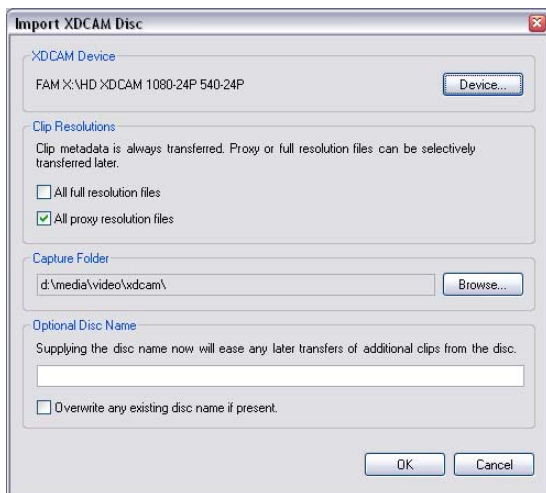 Import XDCAM Disc
XDCAM Device
FAM X:\HD XDCAM 1080-24P 540-24P
Device...
Clip Resolutions
Clip metadata is always transferred. Proxy or full resolution files can be selectively
transferred later.
All full resolution files
All proxy resolution files
Capture Folder
d:\media\video\xdcam\
Browse...
Optional Disc Name
Supplying the disc name now will ease any later transfers of additional clips from the disc.
Overwrite any existing disc name if present.
OK
Cancel